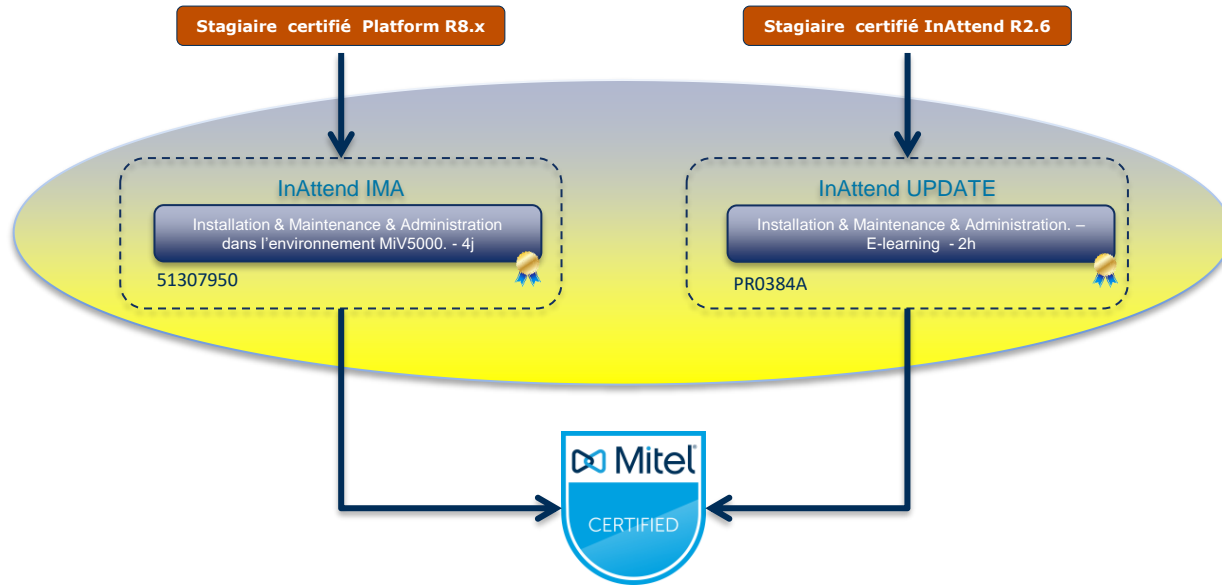 Stagiaire certifié Platform R8.x
Stagiaire certifié InAttend R2.6
InAttend IMA
Installation & Maintenance & Administration
dans l'environnement MiV5000. - 4j
51307950
InAttend UPDATE
Installation & Maintenance & Administration. –
E-learning - 2h
PR0384A
Mitel
CERTIFIED